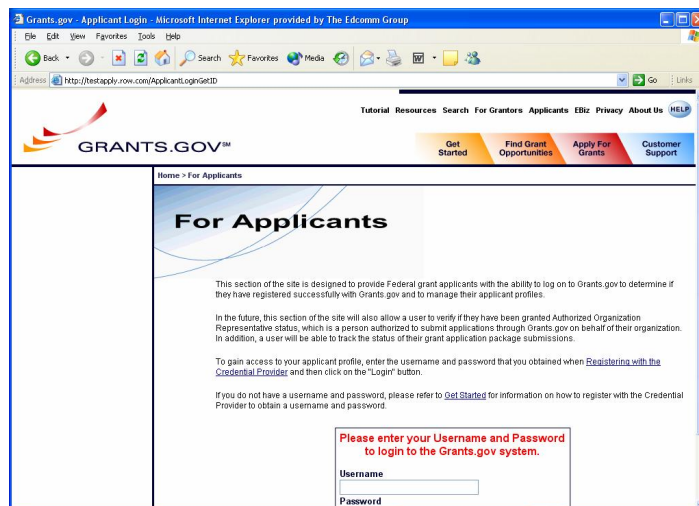 Grants.gov - Applicant Login - Microsoft Internet Explorer provided by The Edcomm Group
File Edit View Favorites Tools Help
Back Search Favorites Media
Address http://testapply.row.com/ApplicantLoginGetID Go Links
Tutorial Resources Search For Grantors Applicants EBiz Privacy About Us HELP
GRANTS.GOV℠
Get Started
Find Grant Opportunities
Apply For Grants
Customer Support
Home > For Applicants
For Applicants
This section of the site is designed to provide Federal grant applicants with the ability to log on to Grants.gov to determine if
they have registered successfully with Grants.gov and to manage their applicant profiles.
In the future, this section of the site will also allow a user to verify if they have been granted Authorized Organization
Representative status, which is a person authorized to submit applications through Grants.gov on behalf of their organization.
In addition, a user will be able to track the status of their grant application package submissions.
To gain access to your applicant profile, enter the username and password that you obtained when Registering with the
Credential Provider and then click on the "Login" button.
If you do not have a username and password, please refer to Get Started for information on how to register with the Credential
Provider to obtain a username and password.
Please enter your Username and Password
to login to the Grants.gov system.
Username
Password